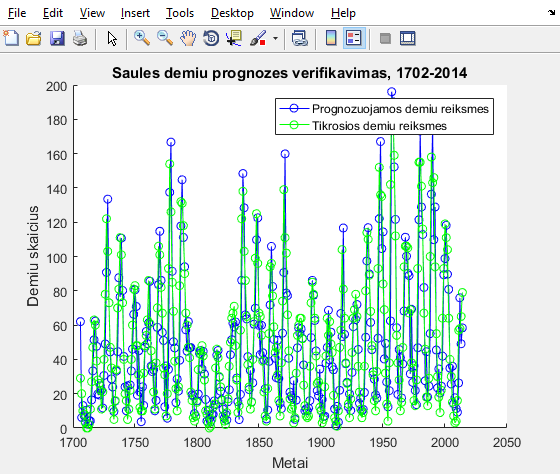 File Edit View Insert Tools Desktop Window Help
Saules demiu prognozes verifikavimas, 1702-2014
Prognozuojamos demiu reiksmes
Tikrosios demiu reiksmes
Demiu skaicius
200
180
160
140
120
100
80
60
40
20
0
1700 1750 1800 1850 1900 1950 2000 2050
Metai